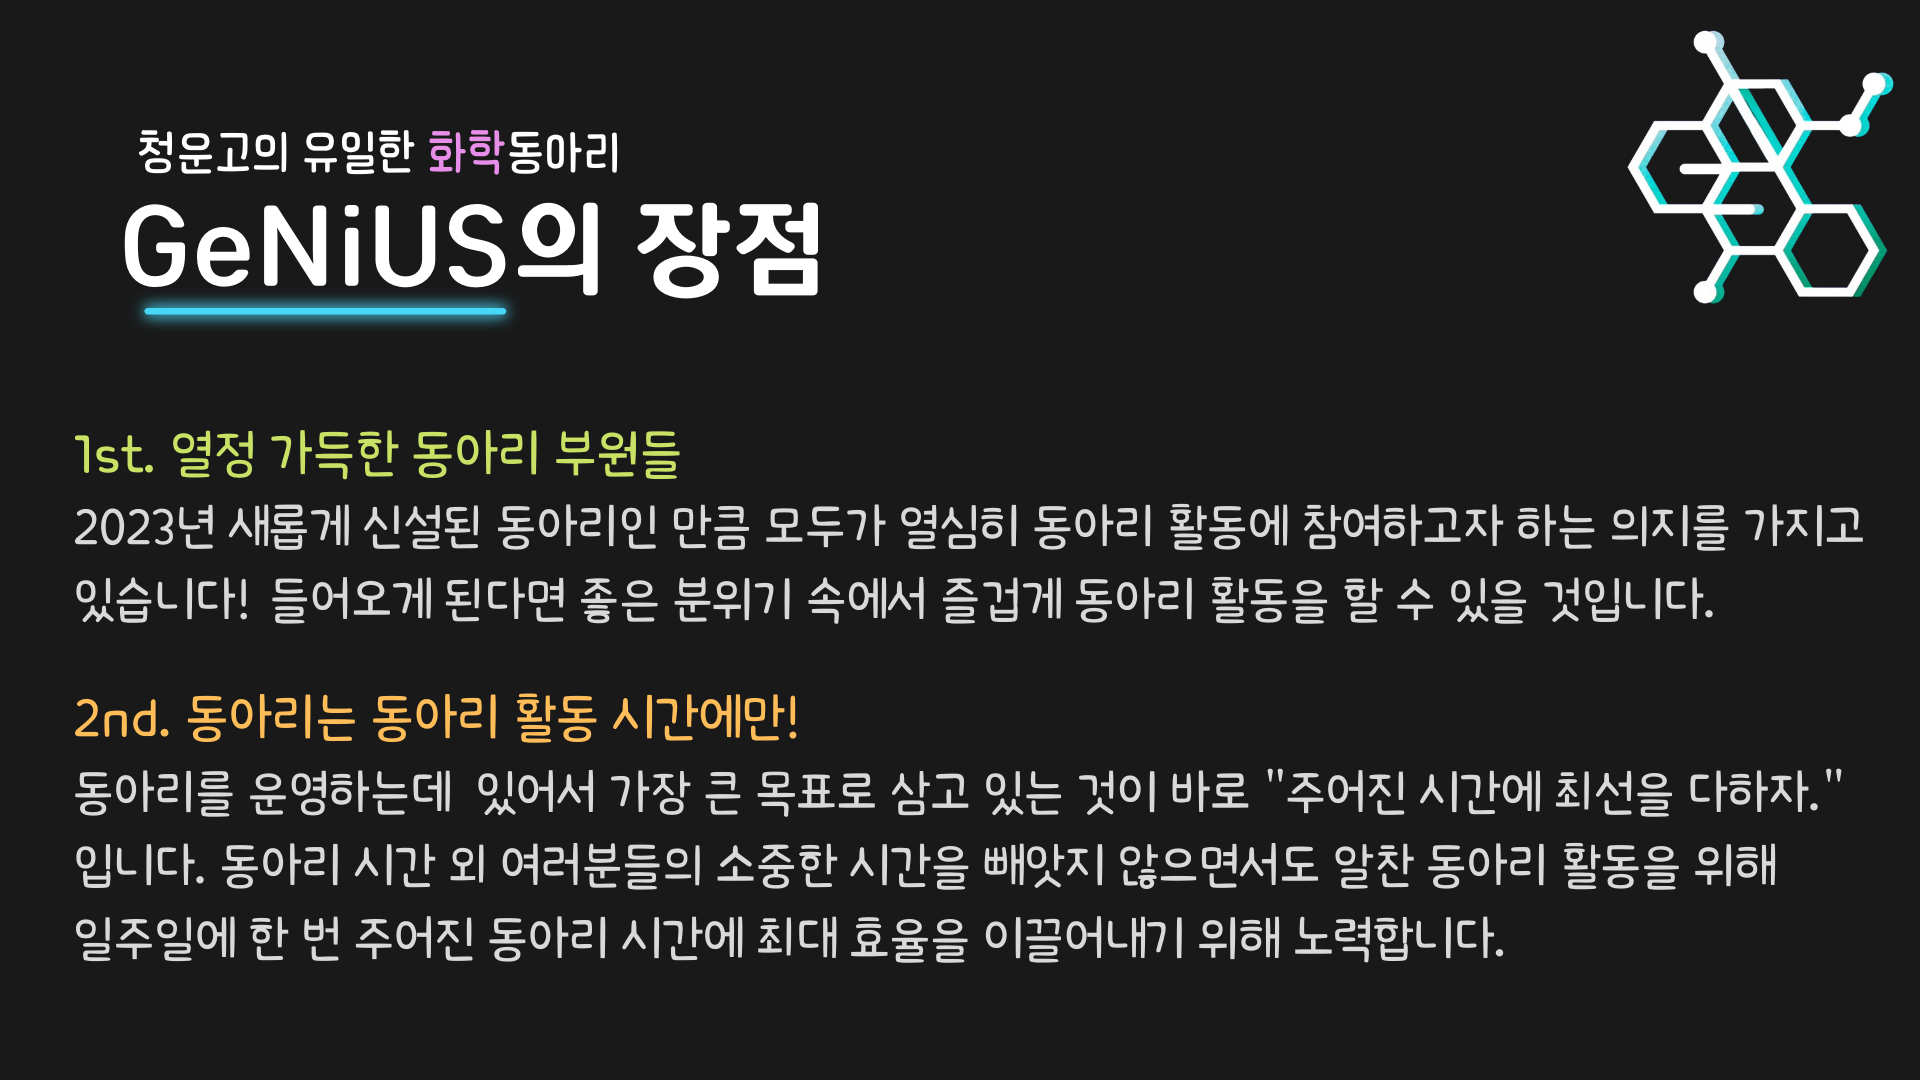 청운고의 유일한 화학동아리
GeNiUS의 장점
1st. 열정 가득한 동아리 부원들
2023년 새롭게 신설된 동아리인 만큼 모두가 열심히 동아리 활동에 참여하고자 하는 의지를 가지고
있습니다! 들어오게 된다면 좋은 분위기 속에서 즐겁게 동아리 활동을 할 수 있을 것입니다.
2nd. 동아리는 동아리 활동 시간에만!
동아리를 운영하는데 있어서 가장 큰 목표로 삼고 있는 것이 바로 "주어진 시간에 최선을 다하자."
입니다. 동아리 시간 외 여러분들의 소중한 시간을 빼앗지 않으면서도 알찬 동아리 활동을 위해
일주일에 한 번 주어진 동아리 시간에 최대 효율을 이끌어내기 위해 노력합니다.